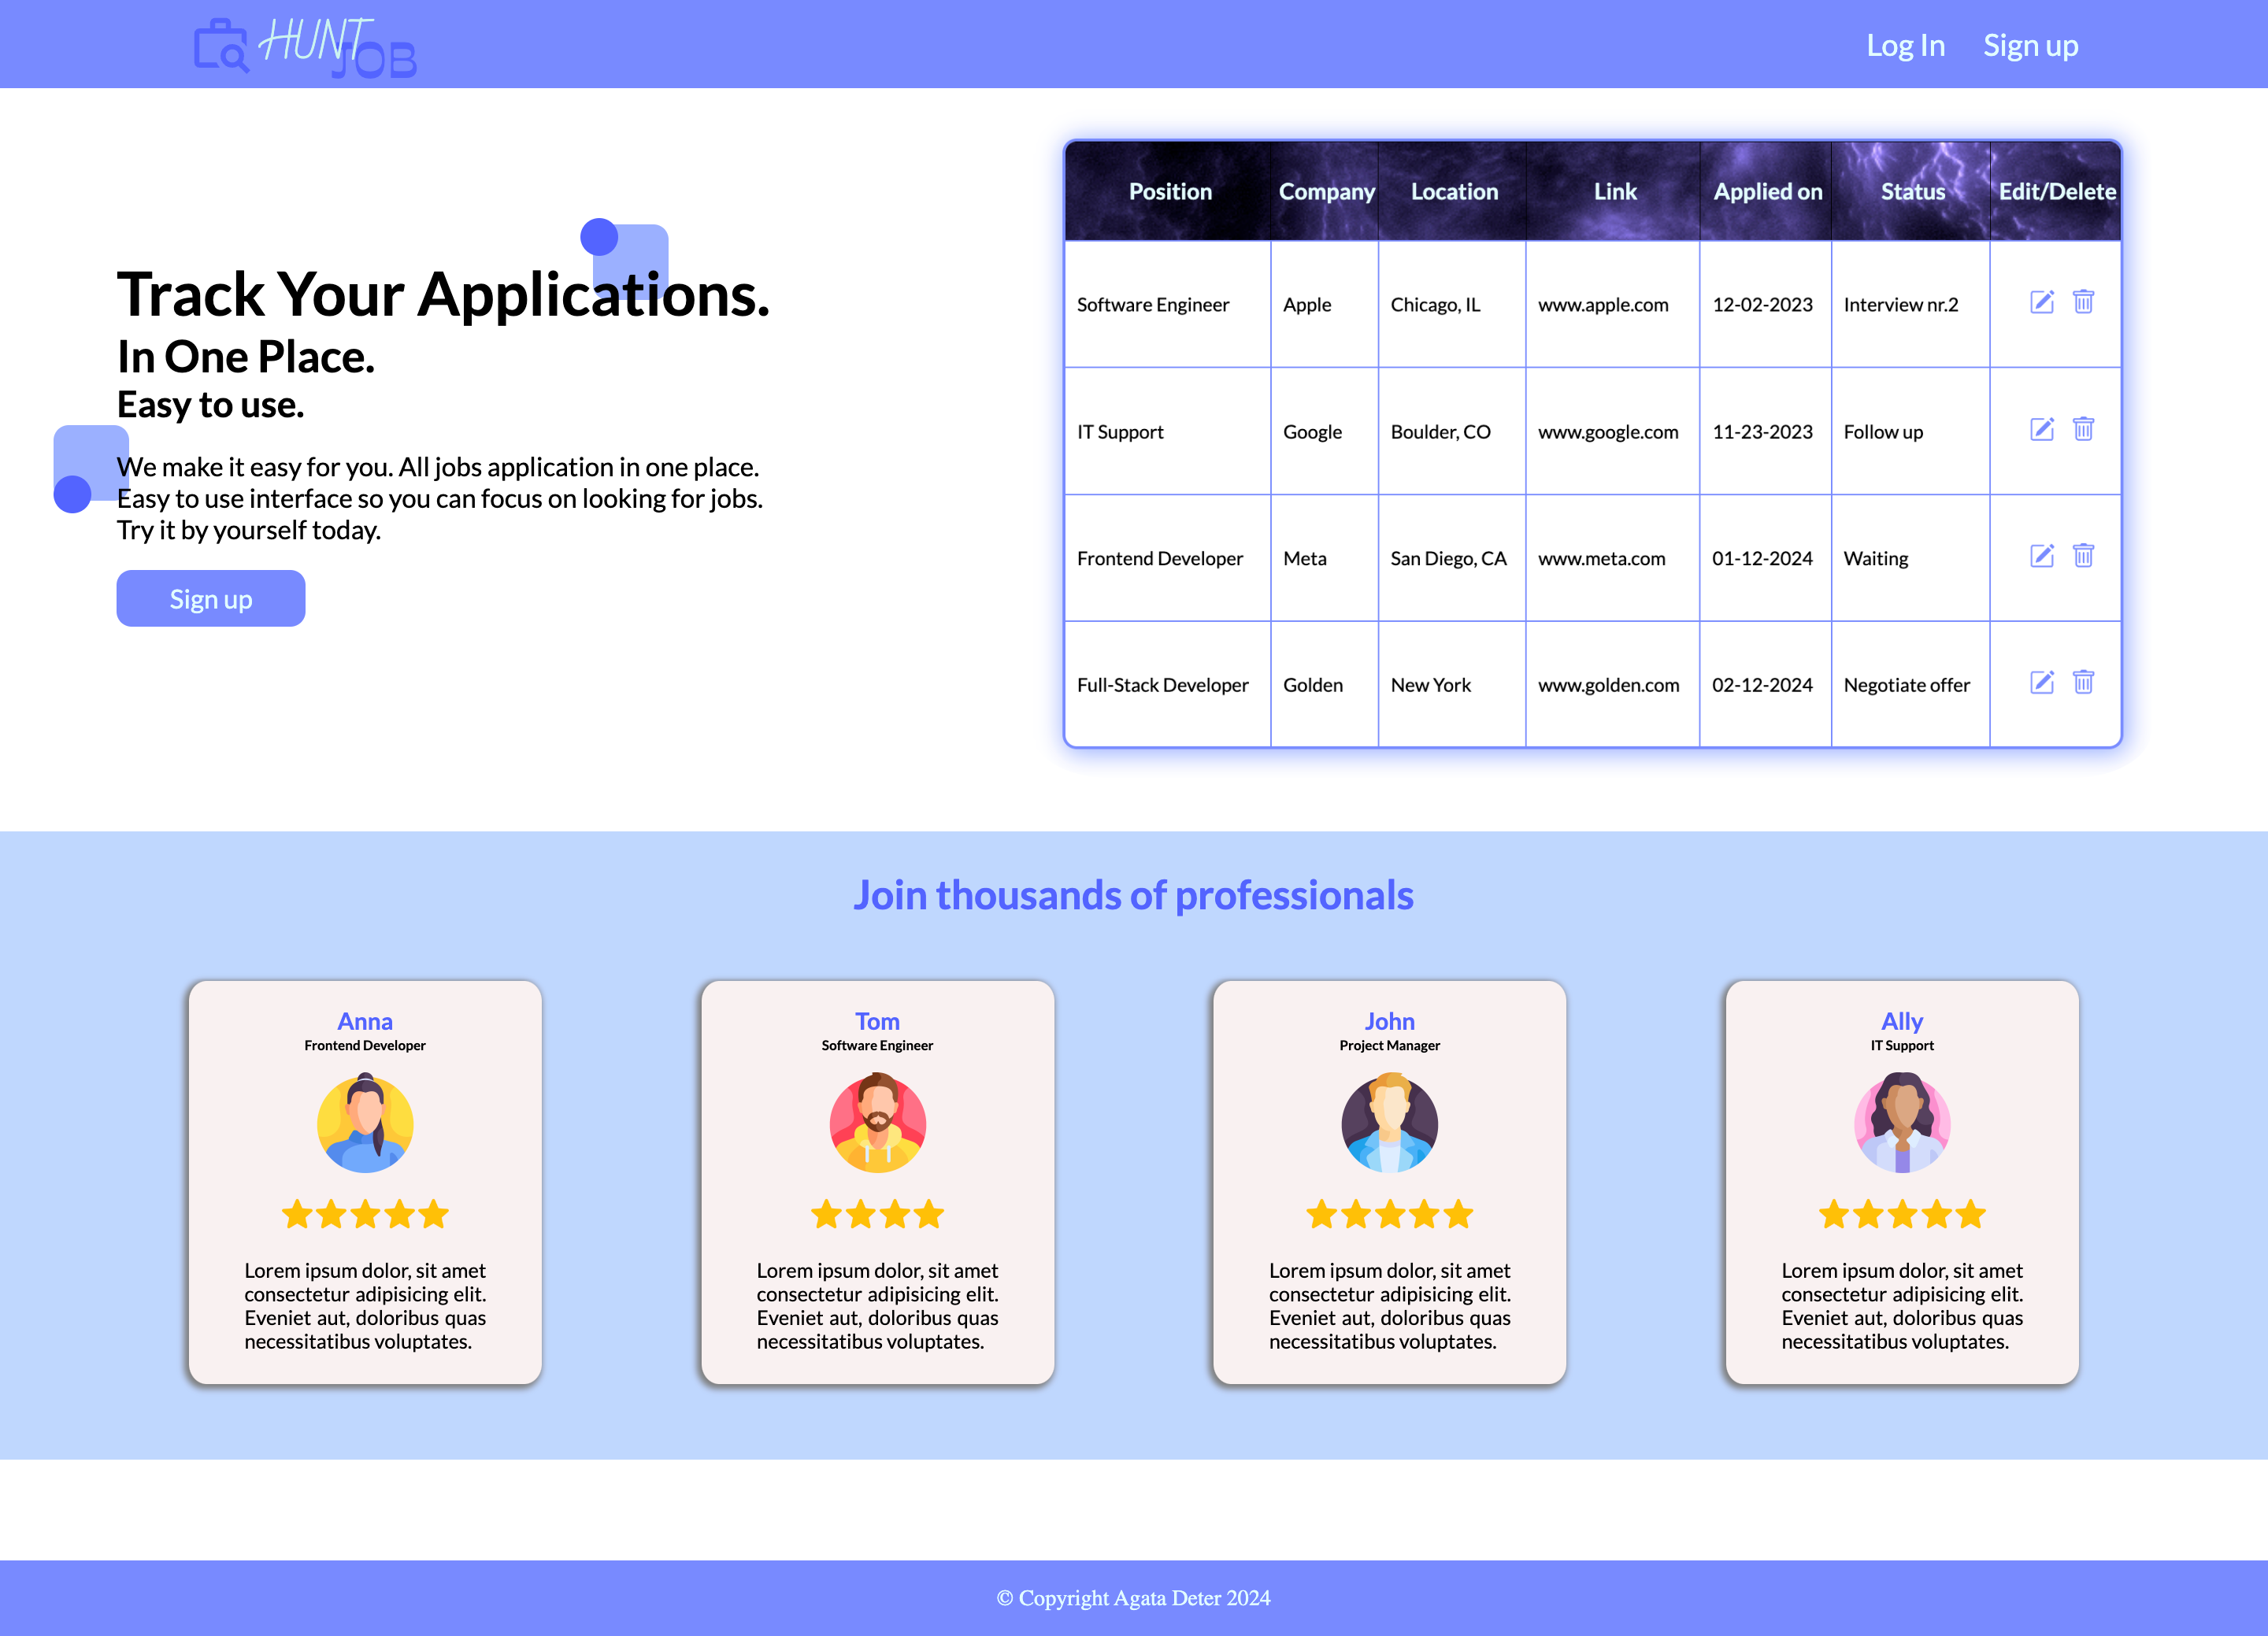 HUNT
JOB
Log In
Sign up
Track Your Applications.
In One Place.
Easy to use.
We make it easy for you. All jobs application in one place.
Easy to use interface so you can focus on looking for jobs.
Try it by yourself today.
Sign up
Position Company Location Link Applied on Status Edit/Delete
Software Engineer Apple Chicago, IL www.apple.com 12-02-2023 Interview nr.2
IT Support Google Boulder, CO www.google.com 11-23-2023 Follow up
Frontend Developer Meta San Diego, CA www.meta.com 01-12-2024 Waiting
Full-Stack Developer Golden New York www.golden.com 02-12-2024 Negotiate offer
Join thousands of professionals
Anna
Frontend Developer
Lorem ipsum dolor, sit amet
consectetur adipisicing elit.
Eveniet aut, doloribus quas
necessitatibus voluptates.
Tom
Software Engineer
Lorem ipsum dolor, sit amet
consectetur adipisicing elit.
Eveniet aut, doloribus quas
necessitatibus voluptates.
John
Project Manager
Lorem ipsum dolor, sit amet
consectetur adipisicing elit.
Eveniet aut, doloribus quas
necessitatibus voluptates.
Ally
IT Support
Lorem ipsum dolor, sit amet
consectetur adipisicing elit.
Eveniet aut, doloribus quas
necessitatibus voluptates.
© Copyright Agata Deter 2024